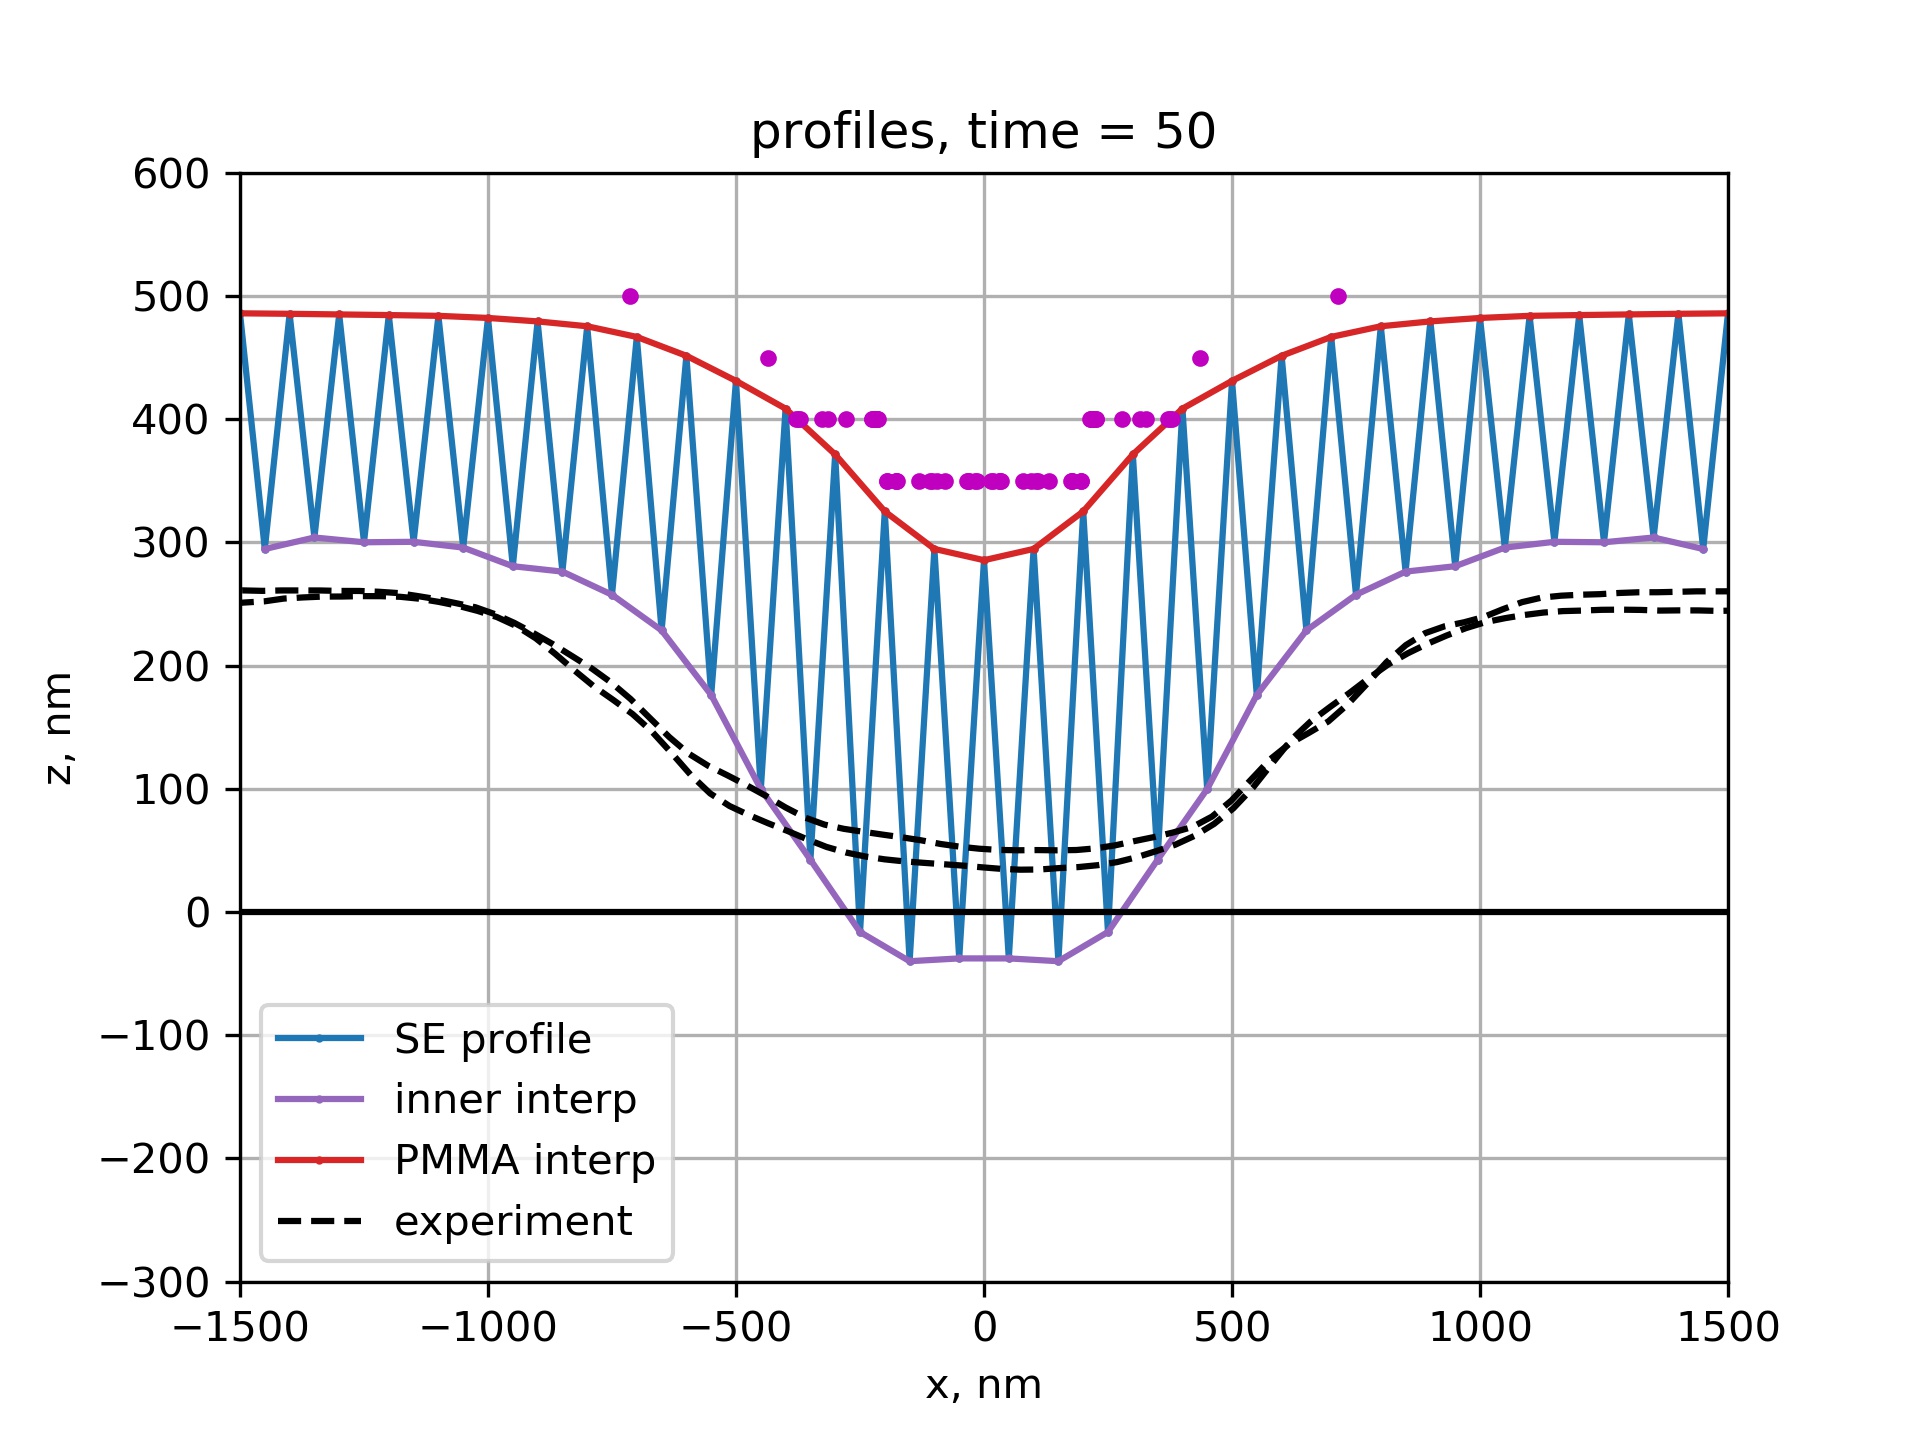 profiles, time = 50
600
500
400
300
200
100
0
−100
−200
−300
z, nm
SE profile
inner interp
PMMA interp
experiment
−1500 −1000 −500 0 500 1000 1500
x, nm